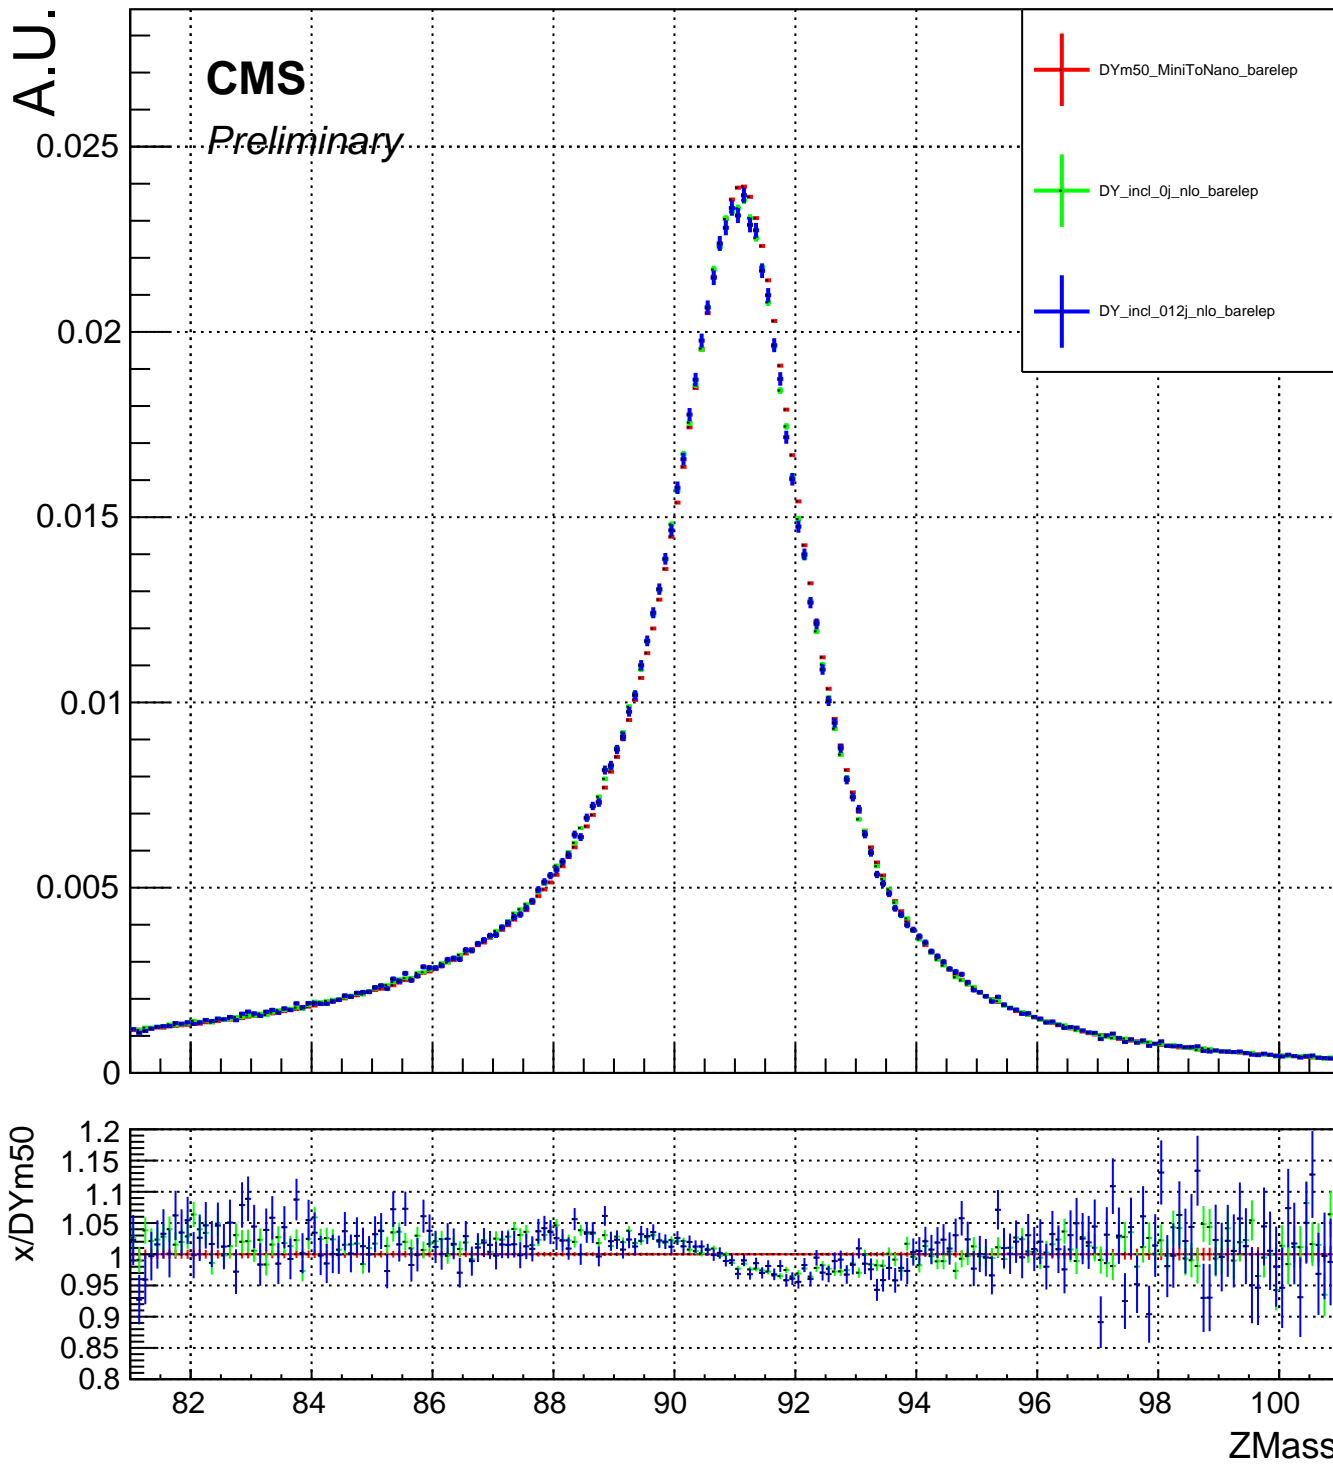 A.U.
CMS
Preliminary
DYm50_MiniToNano_barelep
DY_incl_0j_nlo_barelep
DY_incl_012j_nlo_barelep
0.025
0.02
0.015
0.01
0.005
0
x/DYm50
1.2
1.15
1.1
1.05
1
0.95
0.9
0.85
0.8
82 84 86 88 90 92 94 96 98 100
ZMass